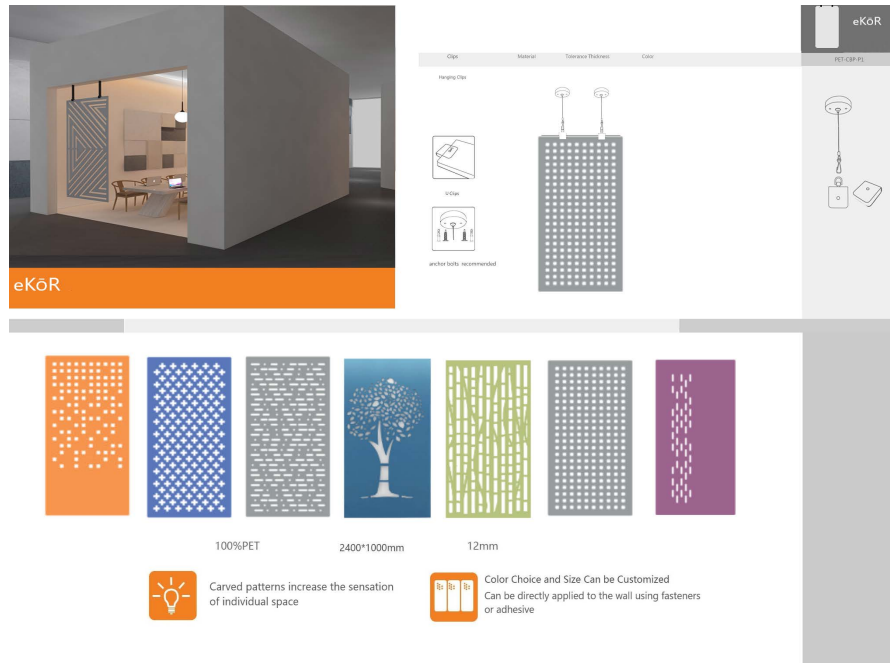 eKōR
eKōR
Clips
Material
Tolerance Thickness
Color
PET-CBP-P1
Hanging Clips
U Clips
anchor bolts recommended
100%PET
2400*1000mm
12mm
Carved patterns increase the sensation
of individual space
Color Choice and Size Can be Customized
Can be directly applied to the wall using fasteners
or adhesive